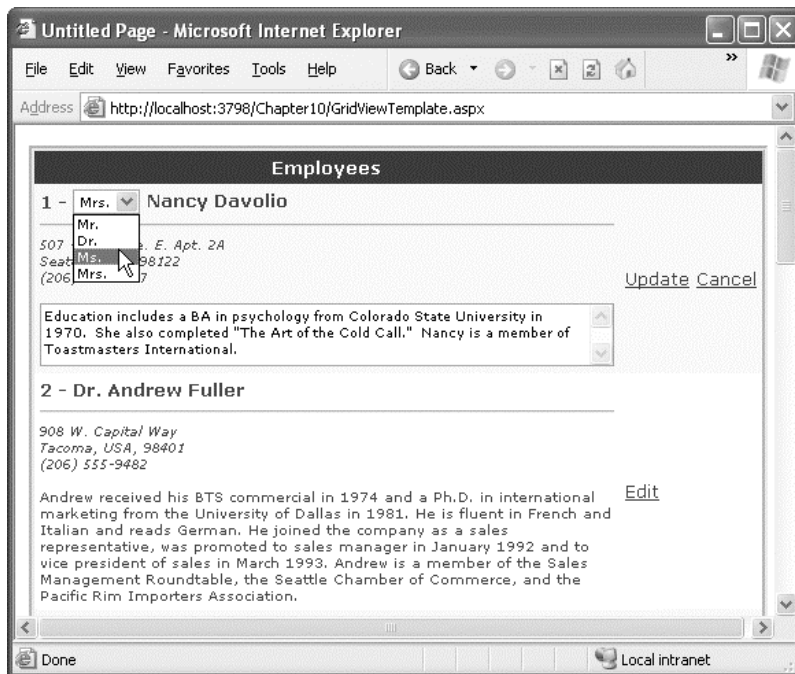 Untitled Page - Microsoft Internet Explorer
File Edit View Favorites Tools Help Back »
Address http://localhost:3798/Chapter10/GridViewTemplate.aspx
Employees
1 - Mrs. Nancy Davolio
Mr.
Dr.
Ms.
Mrs.
507 E. Apt. 2A
Seat 98122
(206) 7
Update Cancel
Education includes a BA in psychology from Colorado State University in
1970. She also completed "The Art of the Cold Call." Nancy is a member of
Toastmasters International.
2 - Dr. Andrew Fuller
908 W. Capital Way
Tacoma, USA, 98401
(206) 555-9482
Edit
Andrew received his BTS commercial in 1974 and a Ph.D. in international
marketing from the University of Dallas in 1981. He is fluent in French and
Italian and reads German. He joined the company as a sales
representative, was promoted to sales manager in January 1992 and to
vice president of sales in March 1993. Andrew is a member of the Sales
Management Roundtable, the Seattle Chamber of Commerce, and the
Pacific Rim Importers Association.
Done Local intranet